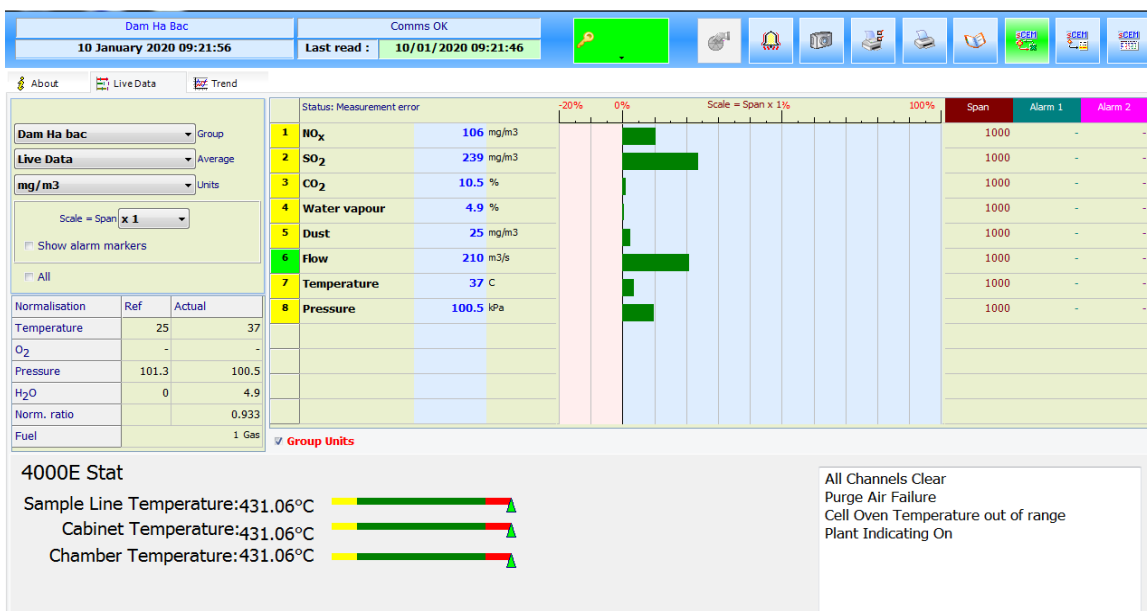 Dam Ha Bac
Comms OK
10 January 2020 09:21:56
Last read :
10/01/2020 09:21:46
sCEM
sCEM
sCEM
About
Live Data
Trend
Dam Ha bac
Group
Live Data
Average
mg/m3
Units
Scale = Span x 1
Show alarm markers
All
Normalisation Ref Actual
Temperature 25 37
O2 - -
Pressure 101.3 100.5
H2O 0 4.9
Norm. ratio 0.933
Fuel 1 Gas
Status: Measurement error -20% 0% Scale = Span x 1% 100% Span Alarm 1 Alarm 2
1 NOX 106 mg/m3 1000 - -
2 SO2 239 mg/m3 1000 - -
3 CO2 10.5 % 1000 - -
4 Water vapour 4.9 % 1000 - -
5 Dust 25 mg/m3 1000 - -
6 Flow 210 m3/s 1000 - -
7 Temperature 37 C 1000 - -
8 Pressure 100.5 kPa 1000 - -
Group Units
4000E Stat
Sample Line Temperature:431.06°C
Cabinet Temperature:431.06°C
Chamber Temperature:431.06°C
All Channels Clear
Purge Air Failure
Cell Oven Temperature out of range
Plant Indicating On